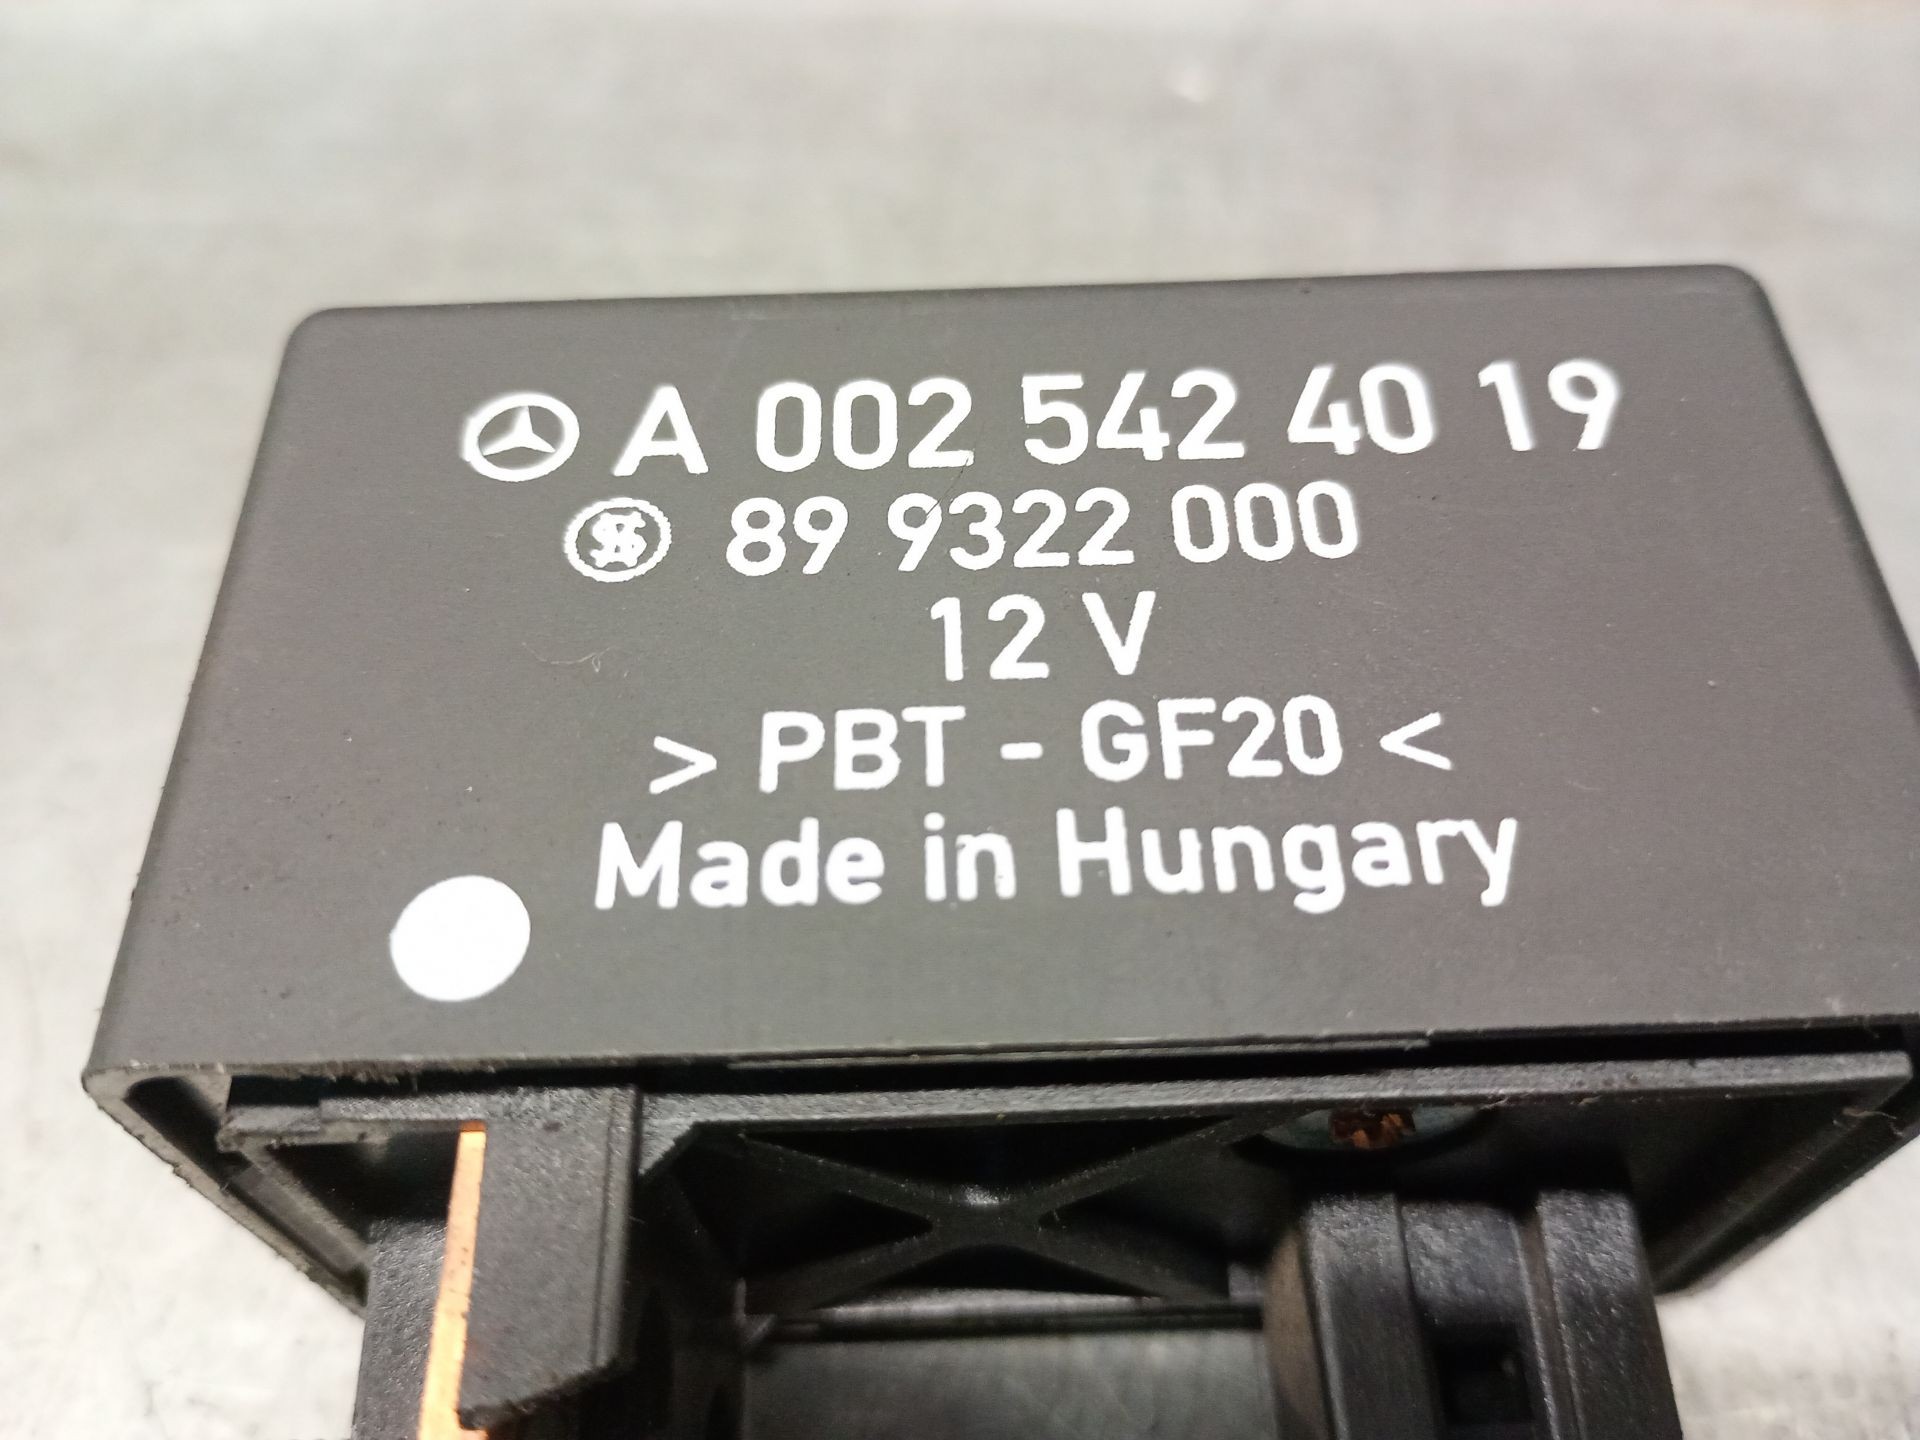 A 002 542 40 19
89 9322 000
12 V
> PBT - GF20 <
Made in Hungary